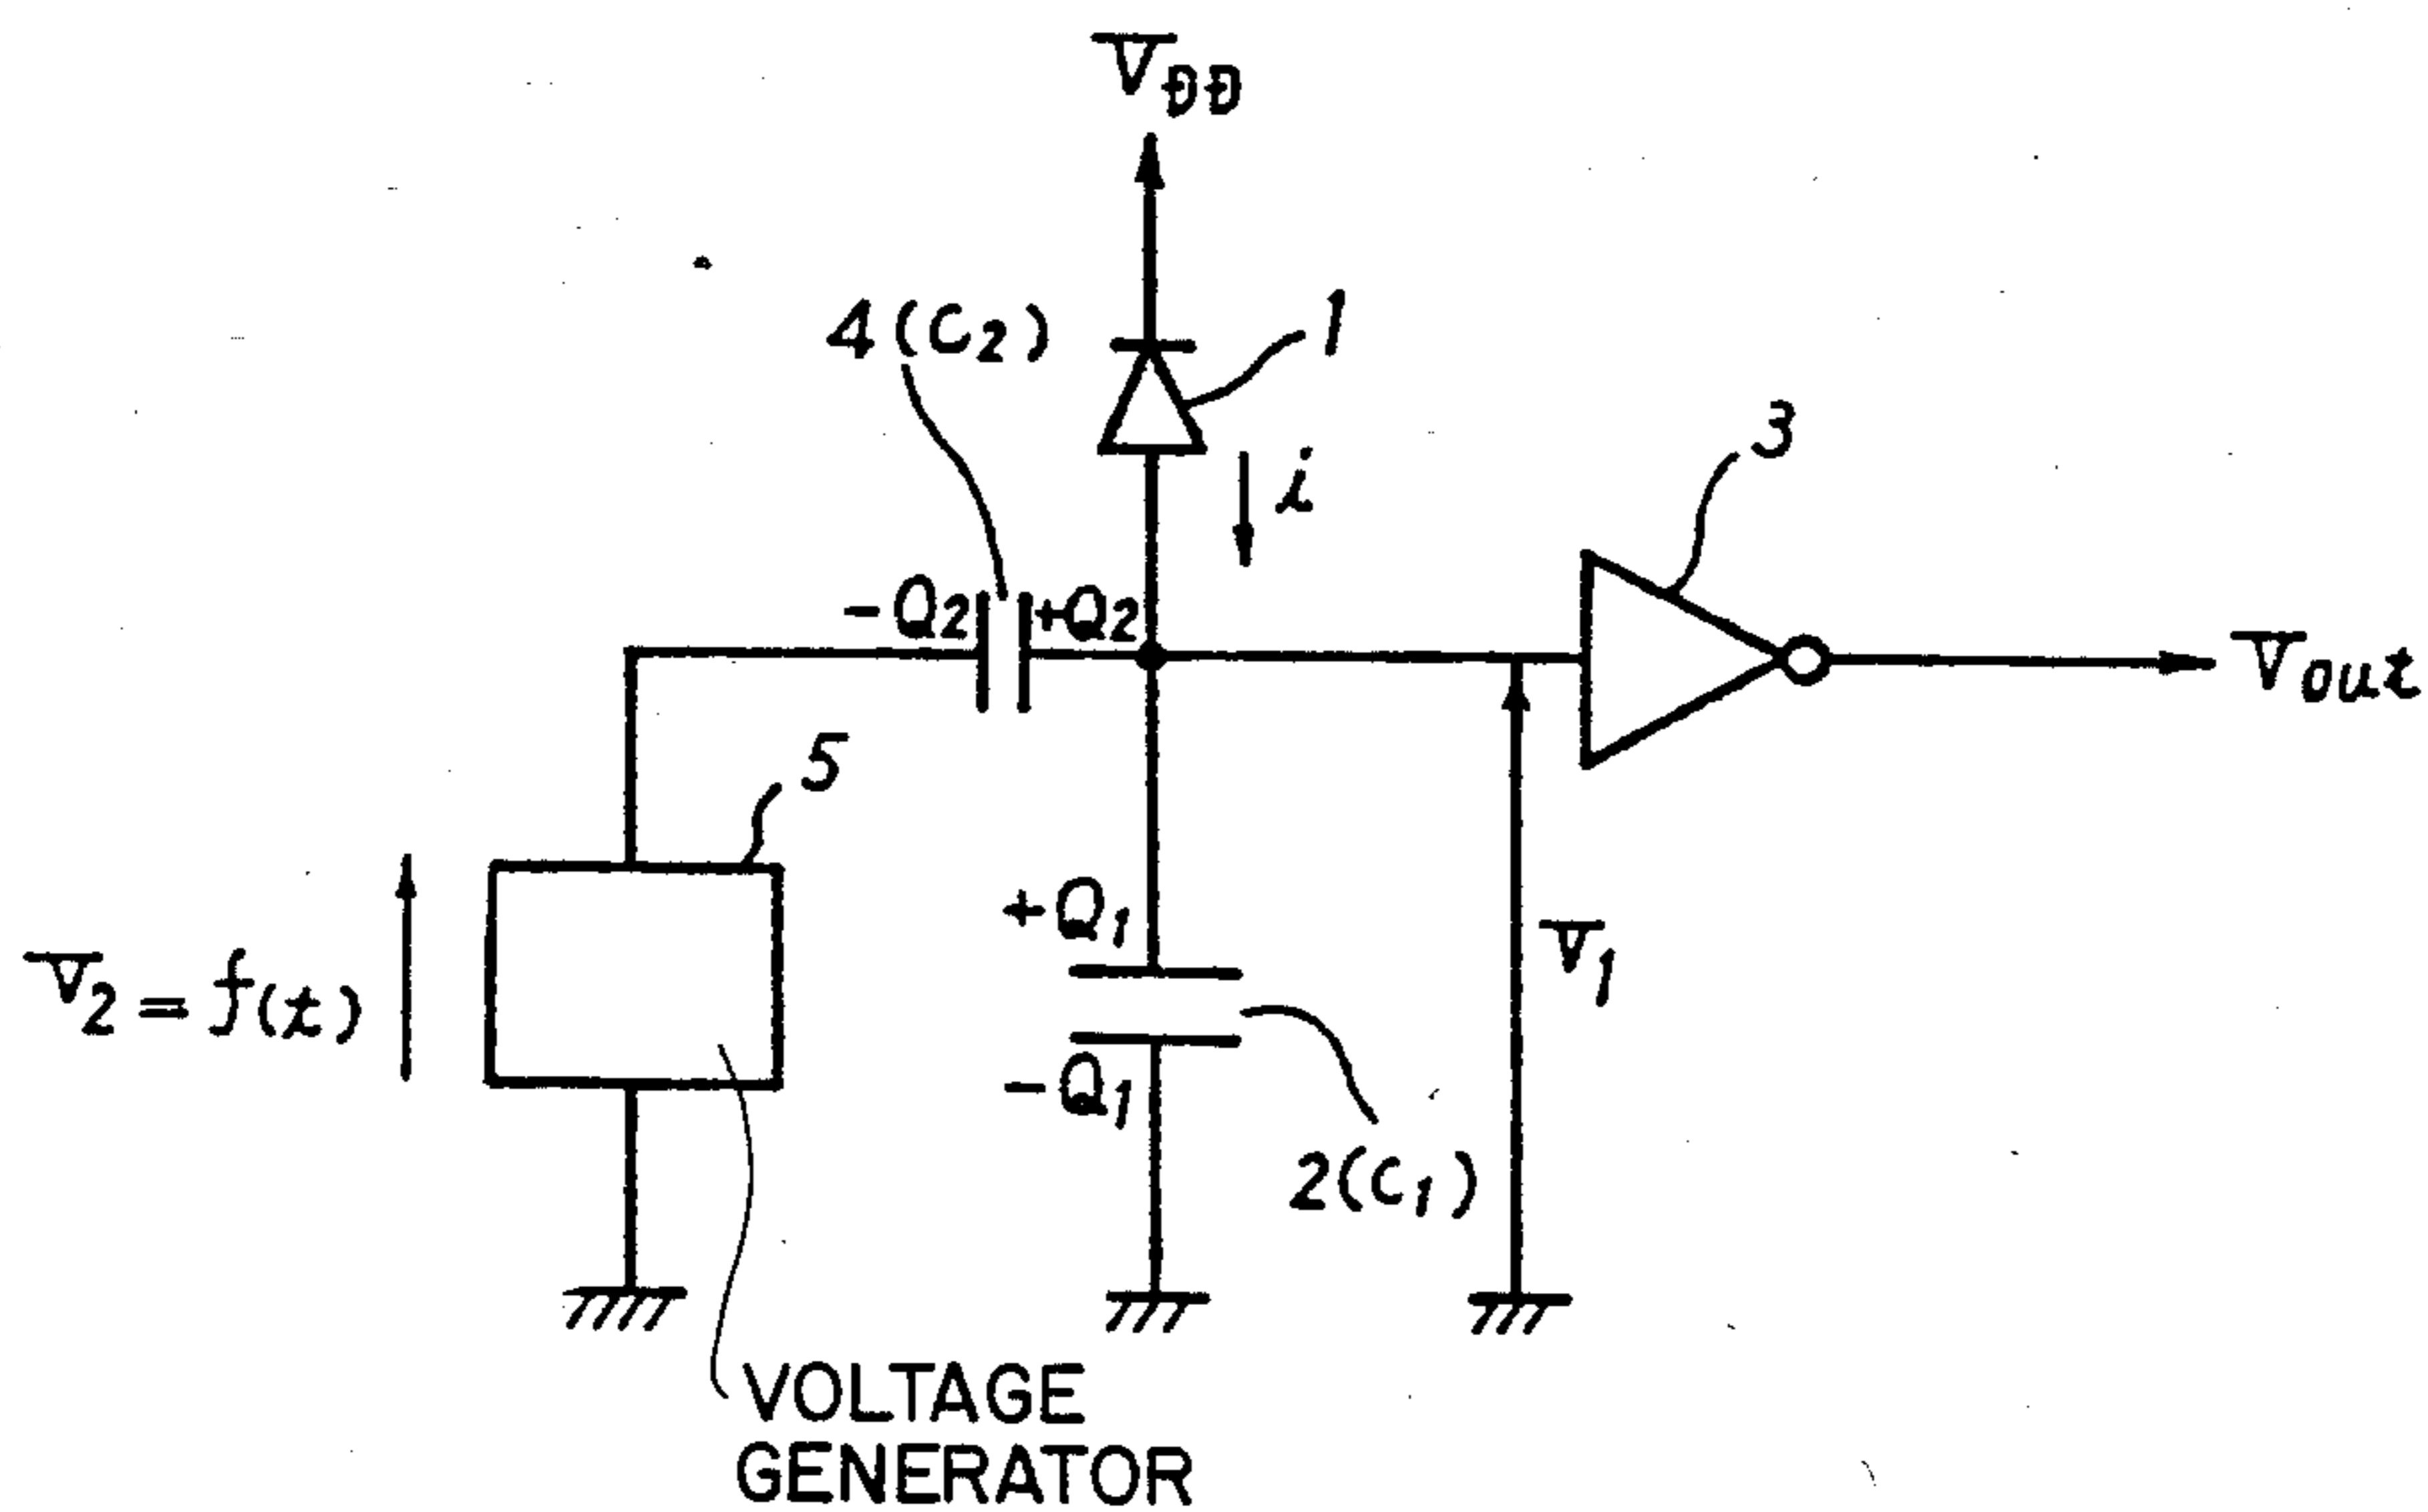 VDD
4(C2)
1
3
i
-Q2
+Q2
Vout
5
+Q1
V1
V2=f(t)
-Q1
2(C1)
VOLTAGE
GENERATOR